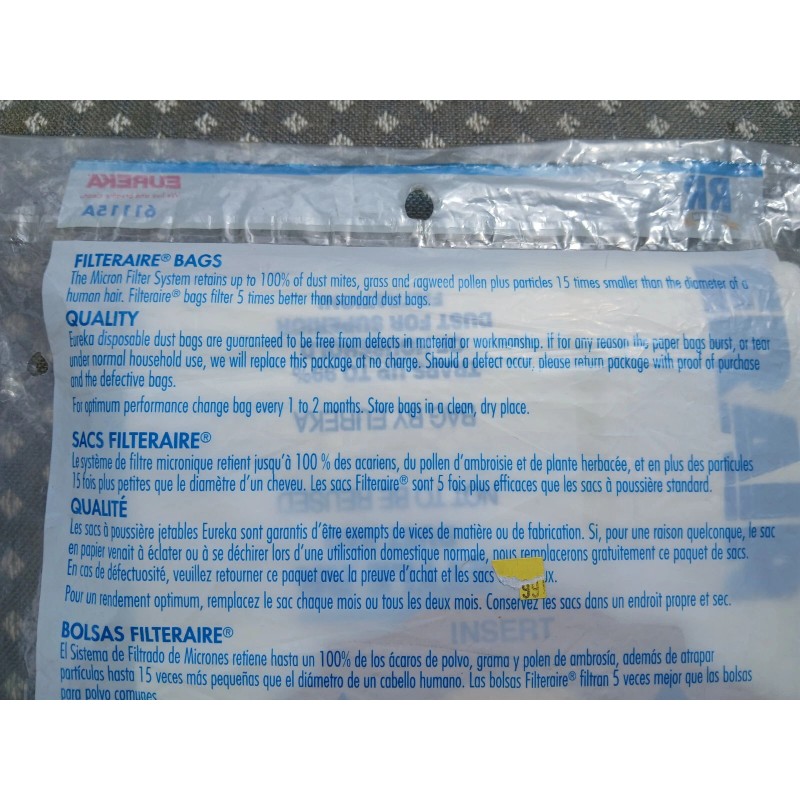 EUREKA
61115A
RR
FILTERAIRE® BAGS
The Micron Filter System retains up to 100% of dust mites, grass and ragweed pollen plus particles 15 times smaller than the diameter of a
human hair. Filteraire® bags filter 5 times better than standard dust bags.
QUALITY
Eureka disposable dust bags are guaranteed to be free from defects in material or workmanship. If for any reason the paper bags burst, or tear
under normal household use, we will replace this package at no charge. Should a defect occur, please return package with proof of purchase
and the defective bags.
For optimum performance change bag every 1 to 2 months. Store bags in a clean, dry place.
BAG BY EUREKA
SACS FILTERAIRE®
Le système de filtre micronique retient jusqu'à 100 % des acariens, du pollen d'ambroisie et de plante herbacée, et en plus des particules
15 fois plus petites que le diamètre d'un cheveu. Les sacs Filteraire® sont 5 fois plus efficaces que les sacs à poussière standard.
NOT TO BE REUSED
QUALITÉ
Les sacs à poussière jetables Eureka sont garantis d'être exempts de vices de matière ou de fabrication. Si, pour une raison quelconque, le sac
en papier venait à éclater ou à se déchirer lors d'une utilisation domestique normale, nous remplacerons gratuitement ce paquet de sacs.
En cas de défectuosité, veuillez retourner ce paquet avec la preuve d'achat et les sacs ux.
99
Pour un rendement optimum, remplacez le sac chaque mois ou tous les deux mois. Conservez les sacs dans un endroit propre et sec.
INSERT
BOLSAS FILTERAIRE®
El Sistema de Filtrado de Micrones retiene hasta un 100% de los ácaros de polvo, grama y polen de ambrosía, además de atrapar
partículas hasta 15 veces más pequeñas que el diámetro de un cabello humano. Las bolsas Filteraire® filtran 5 veces mejor que las bolsas
para polvo comunes.